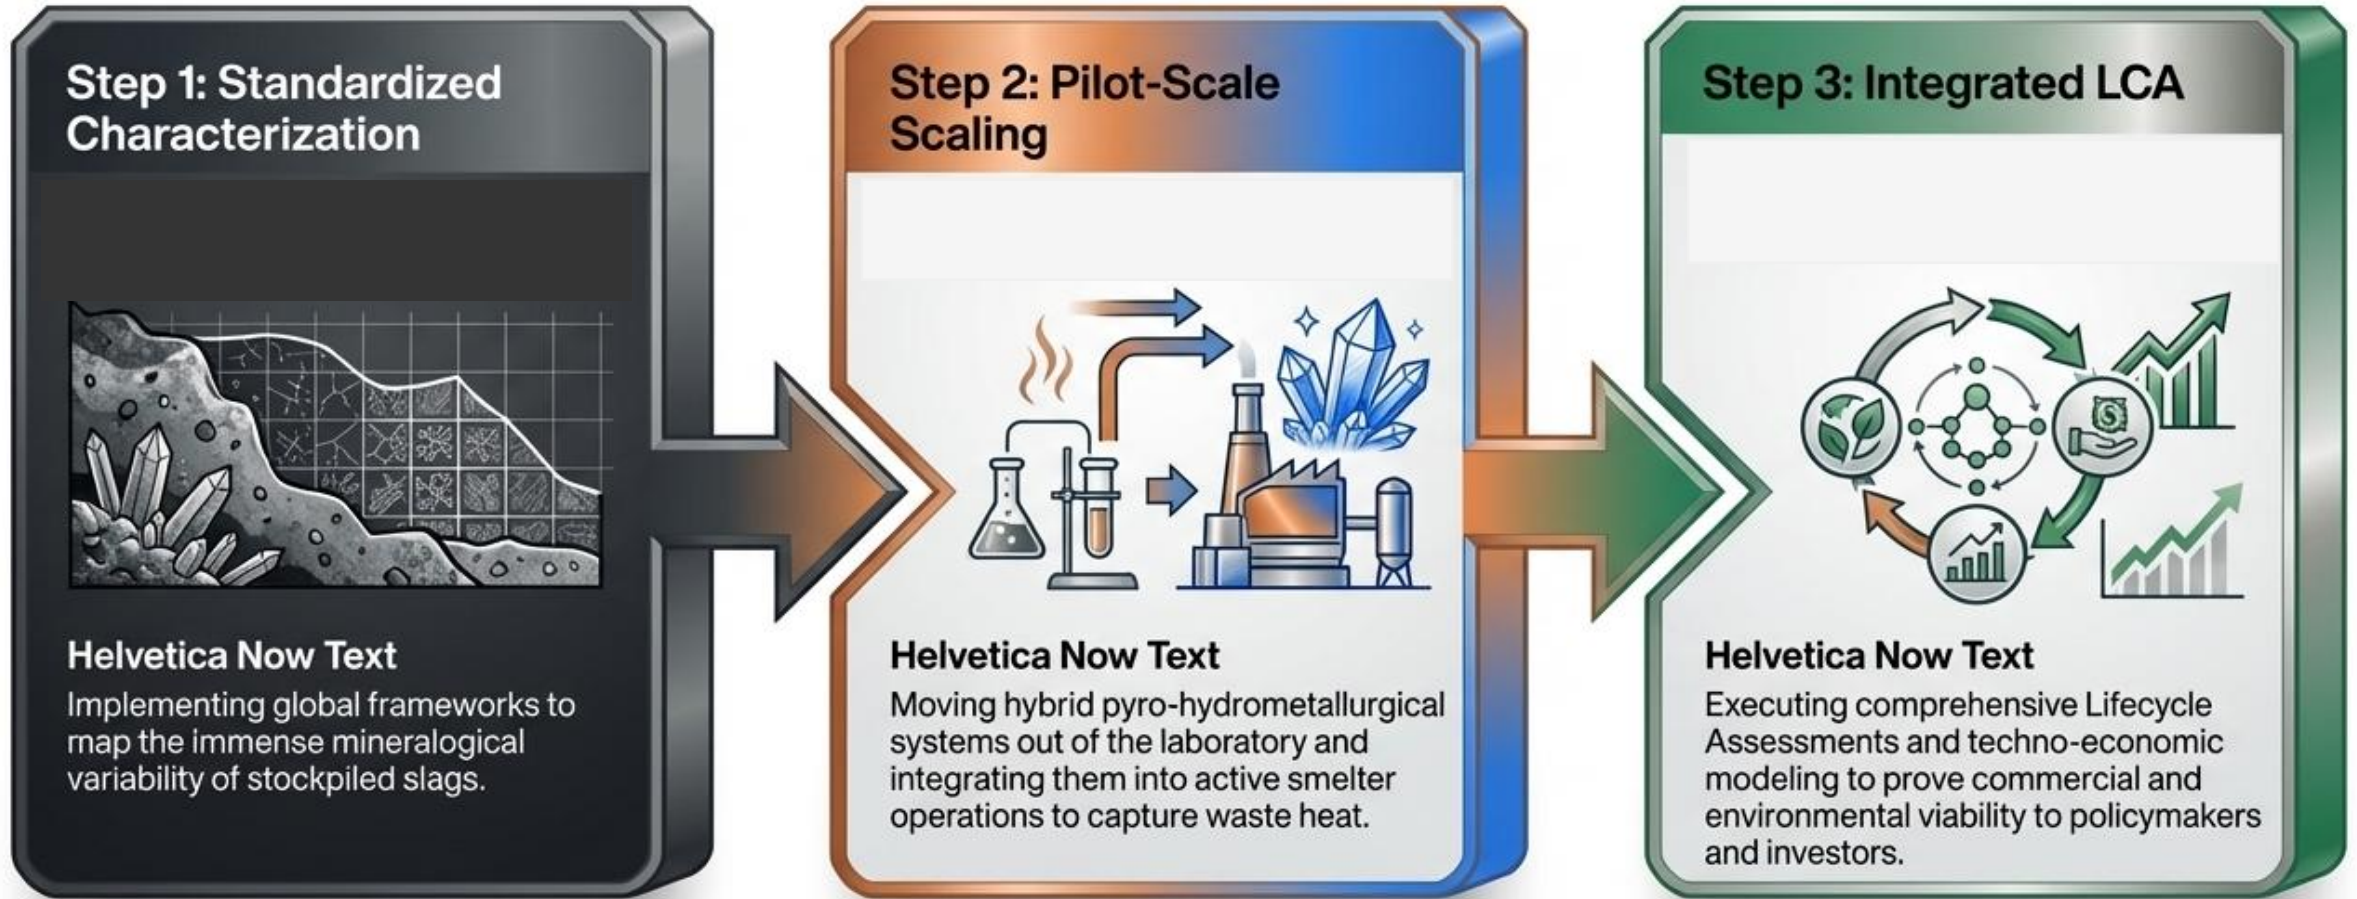 Step 1: Standardized
Characterization
Helvetica Now Text
Implementing global frameworks to
map the immense mineralogical
variability of stockpiled slags.
Step 2: Pilot-Scale
Scaling
Helvetica Now Text
Moving hybrid pyro-hydrometallurgical
systems out of the laboratory and
integrating them into active smelter
operations to capture waste heat.
Step 3: Integrated LCA
$
Helvetica Now Text
Executing comprehensive Lifecycle
Assessments and techno-economic
modeling to prove commercial and
environmental viability to policymakers
and investors.